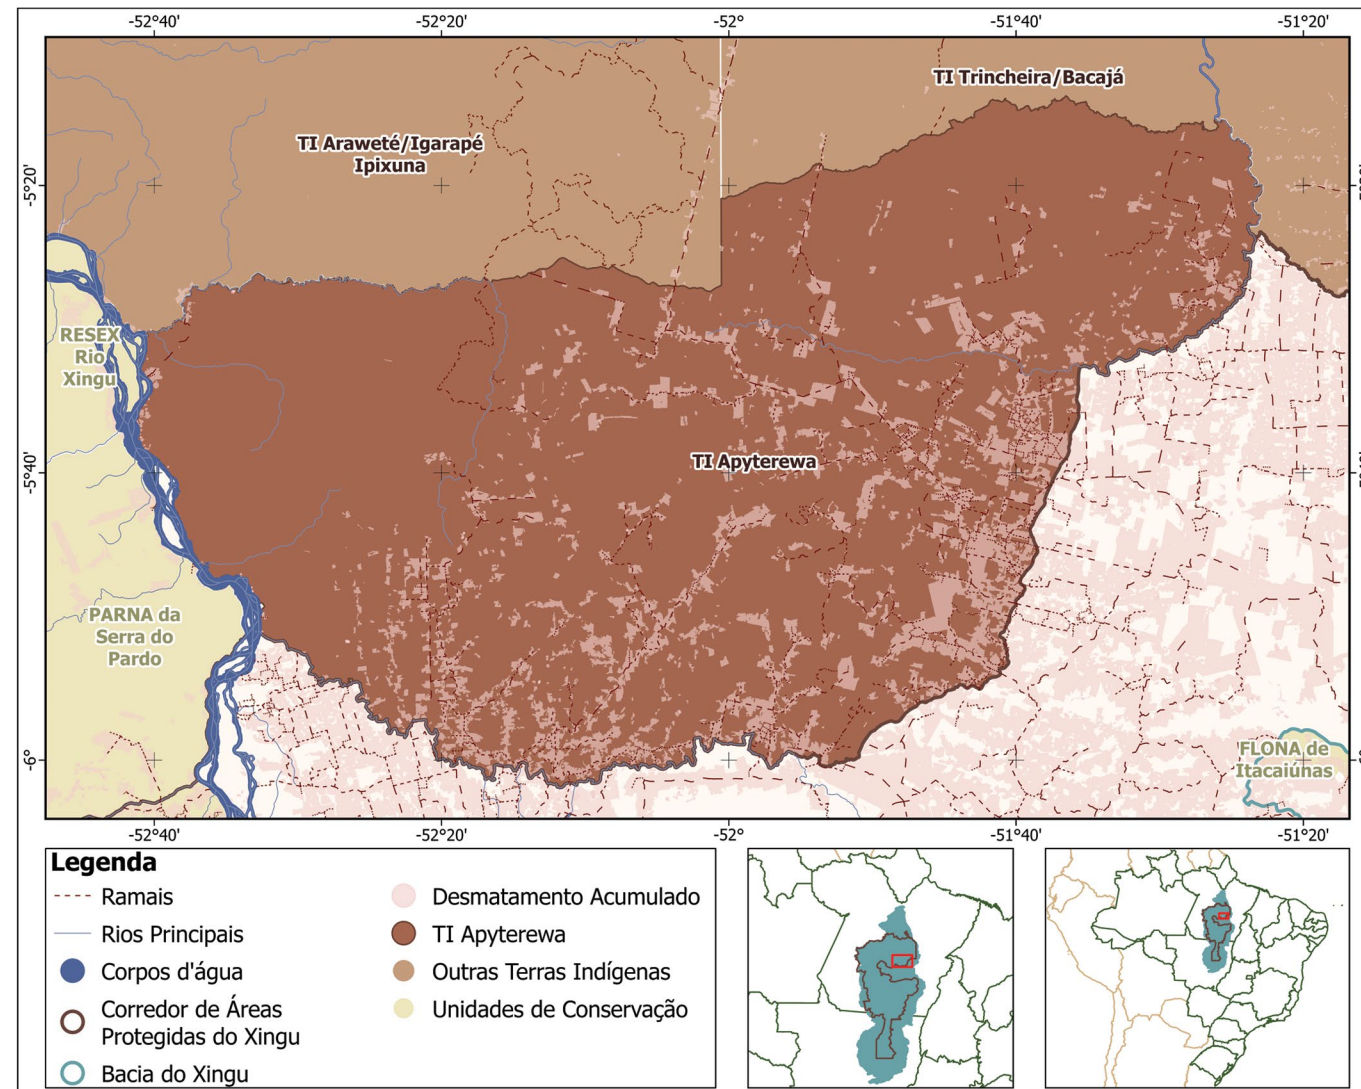 -52°40'
-52°20'
-52°
-51°40'
-51°20'
TI Trincheira/Bacajá
TI Araweté/Igarapé
Ipixuna
-5°20'
RESEX
Rio
Xingu
TI Apyterewa
-5°40'
PARNA da
Serra do
Pardo
FLONA de
Itacaiúnas
-6°
-52°40'
-52°20'
-52°
-51°40'
-51°20'
Legenda
Ramais
Rios Principais
Corpos d'água
Corredor de Áreas
Protegidas do Xingu
Bacia do Xingu
Desmatamento Acumulado
TI Apyterewa
Outras Terras Indígenas
Unidades de Conservação